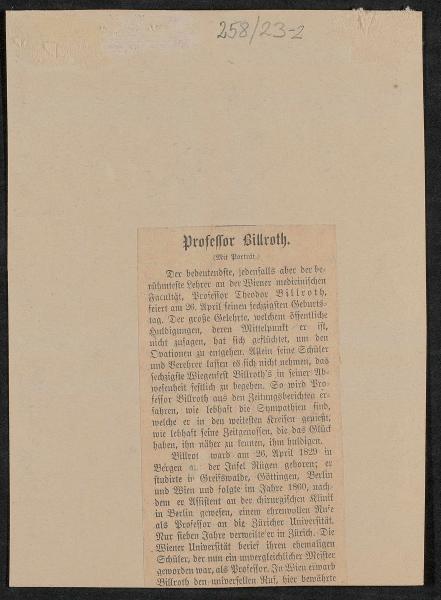 258/23-2
Professor Billroth.
(Mit Porträt.)
Der bedeutendste, jedenfalls aber der be-
rühmteste Lehrer an der Wiener medicinischen
Facultät, Professor Theodor Billroth,
feiert am 26. April seinen sechzigsten Geburts-
tag. Der große Gelehrte, welchem öffentliche
Huldigungen, deren Mittelpunkt er ist,
nicht zusagen, hat sich geflüchtet, um den
Ovationen zu entgehen. Allein seine Schüler
und Verehrer lassen es sich nicht nehmen, das
sechzigste Wiegenfest Billroth's in seiner Ab-
wesenheit festlich zu begehen. So wird Pro-
fessor Billroth aus den Zeitungsberichten er-
fahren, wie lebhaft die Sympathien sind,
welche er in den weitesten Kreisen genießt,
wie lebhaft seine Zeitgenossen, die das Glück
haben, ihn näher zu kennen, ihm huldigen.
Billrot ward am 26. April 1829 in
Bergen der Insel Rügen geboren; er
studirte in Greifswalde, Göttingen, Berlin
und Wien und folgte im Jahre 1860, nach-
dem er Assistent an der chirurgischen Klinik
in Berlin gewesen, einem ehrenvollen Rufe
als Professor an die Züricher Universität.
Nur sieben Jahre verweilte er in Zürich. Die
Wiener Universität berief ihren ehemaligen
Schüler, der nun ein unvergleichlicher Meister
geworden war, als Professor. In Wien erwarb
Billroth den universellen Ruf, hier bewährte